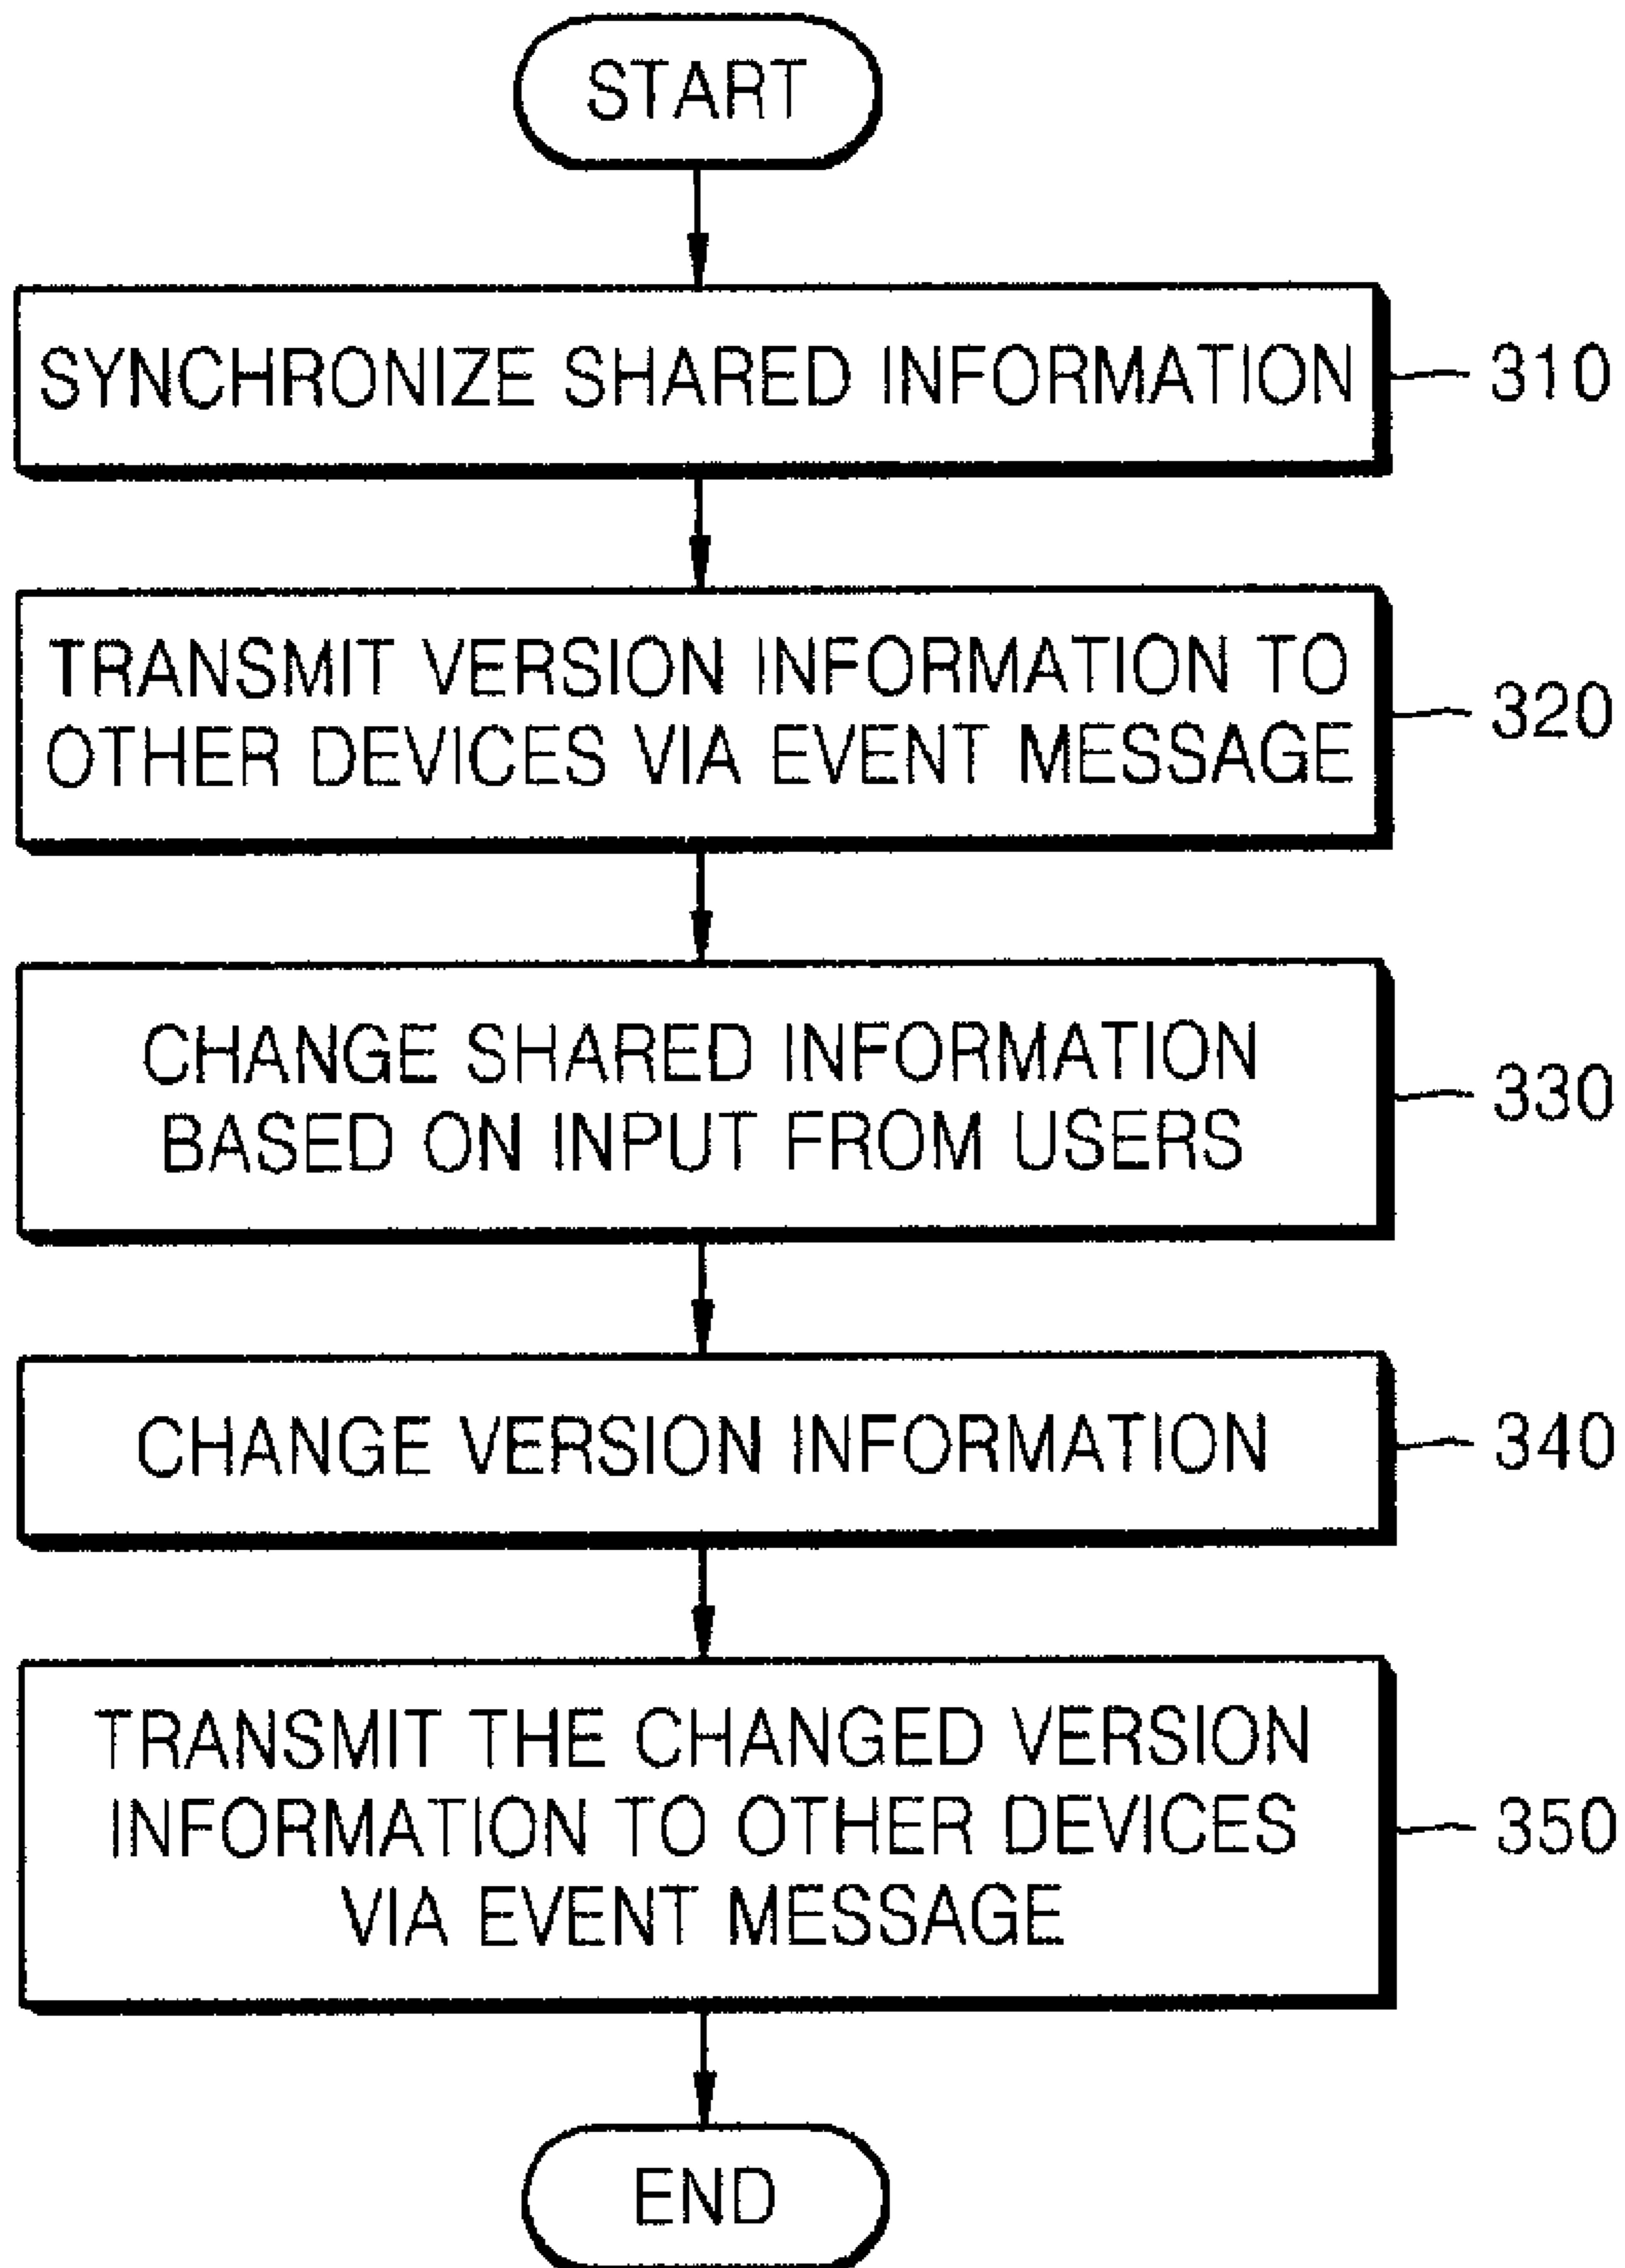 START
SYNCHRONIZE SHARED INFORMATION
310
TRANSMIT VERSION INFORMATION TO
OTHER DEVICES VIA EVENT MESSAGE
320
CHANGE SHARED INFORMATION
BASED ON INPUT FROM USERS
330
CHANGE VERSION INFORMATION
340
TRANSMIT THE CHANGED VERSION
INFORMATION TO OTHER DEVICES
VIA EVENT MESSAGE
350
END